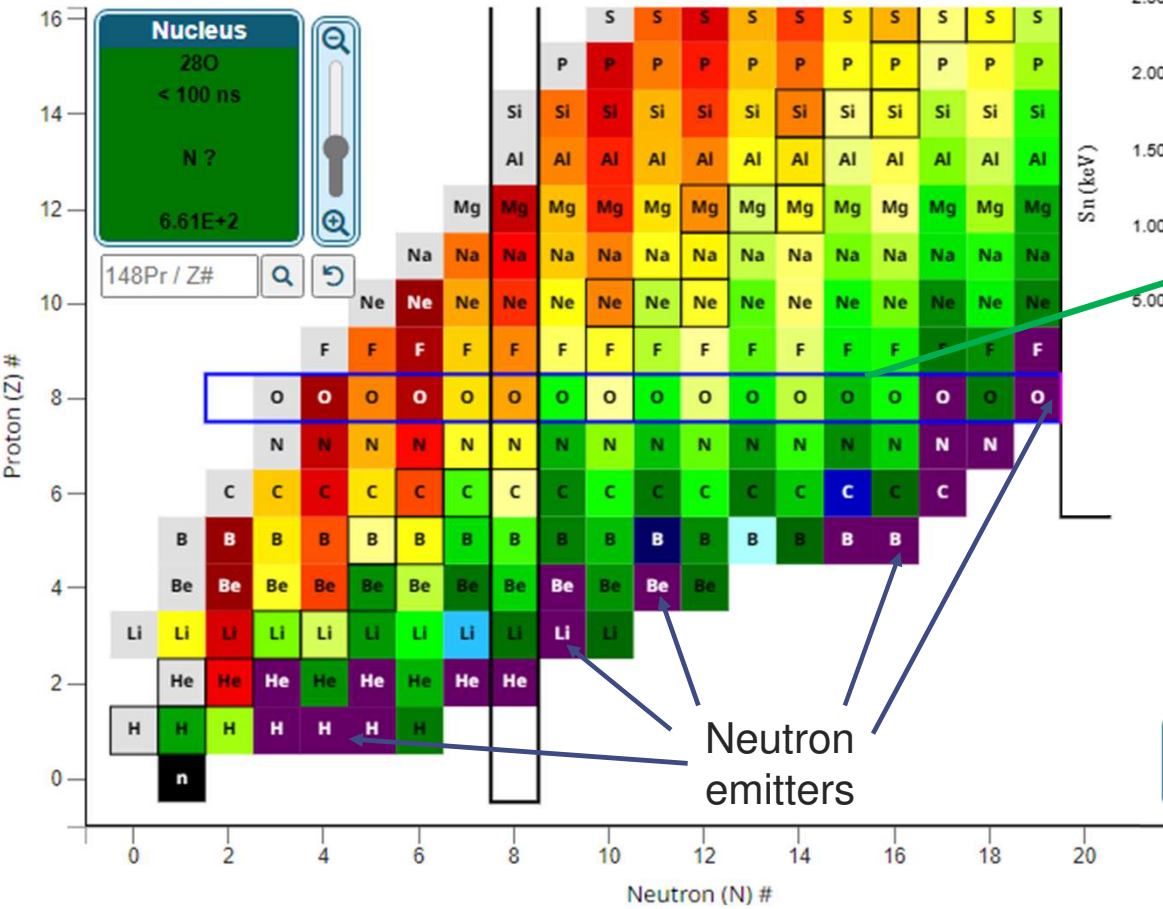 16 S S S S S S S S S S
Nucleus
28O
< 100 ns
N ?
6.61E+2
P P P P P P P P P P P 2.00
14 Si Si Si Si Si Si Si Si Si Si Si Si
Al Al Al Al Al Al Al Al Al Al Al Al 1.50
Sn(keV)
12 Mg Mg Mg Mg Mg Mg Mg Mg Mg Mg Mg Mg Mg 1.00
148Pr / Z#
Na Na Na Na Na Na Na Na Na Na Na Na Na Na
10 Ne Ne Ne Ne Ne Ne Ne Ne Ne Ne Ne Ne Ne Ne Ne 5.00
F F F F F F F F F F F F F F F F
Proton (Z) #
8 O O O O O O O O O O O O O O O O O
N N N N N N N N N N N N N N N N
6 C C C C C C C C C C C C C C C C
B B B B B B B B B B B B B B B B
4 Be Be Be Be Be Be Be Be Be Be Be Be
Li Li Li Li Li Li Li Li Li Li Li
2 He He He He He He He He
H H H H H H H
Neutron
emitters
0 n
0 2 4 6 8 10 12 14 16 18 20
Neutron (N) #